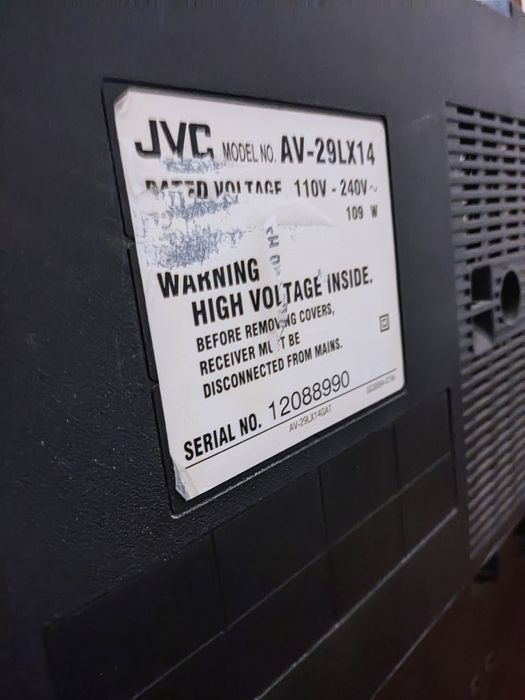 JVC MODEL NO. AV-29LX14
RATED VOLTAGE 110V - 240V ~
109 W
WARNING
HIGH VOLTAGE INSIDE.
BEFORE REMOVING COVERS,
RECEIVER MUST BE
DISCONNECTED FROM MAINS.
SERIAL NO. 12088990
AV-29LX14GAT